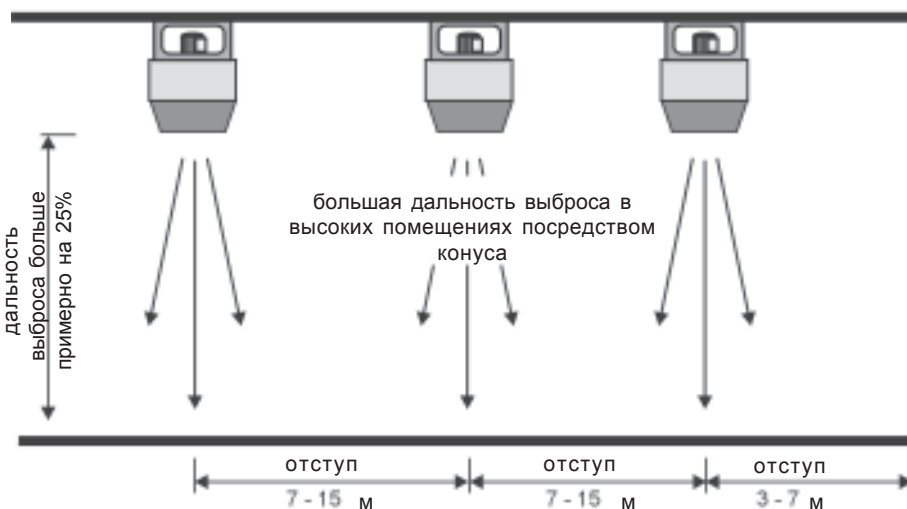 дальность
выброса больше
примерно на 25%
большая дальность выброса в
высоких помещениях посредством
конуса
отступ
7 - 15 м
отступ
7 - 15 м
отступ
3 - 7 м